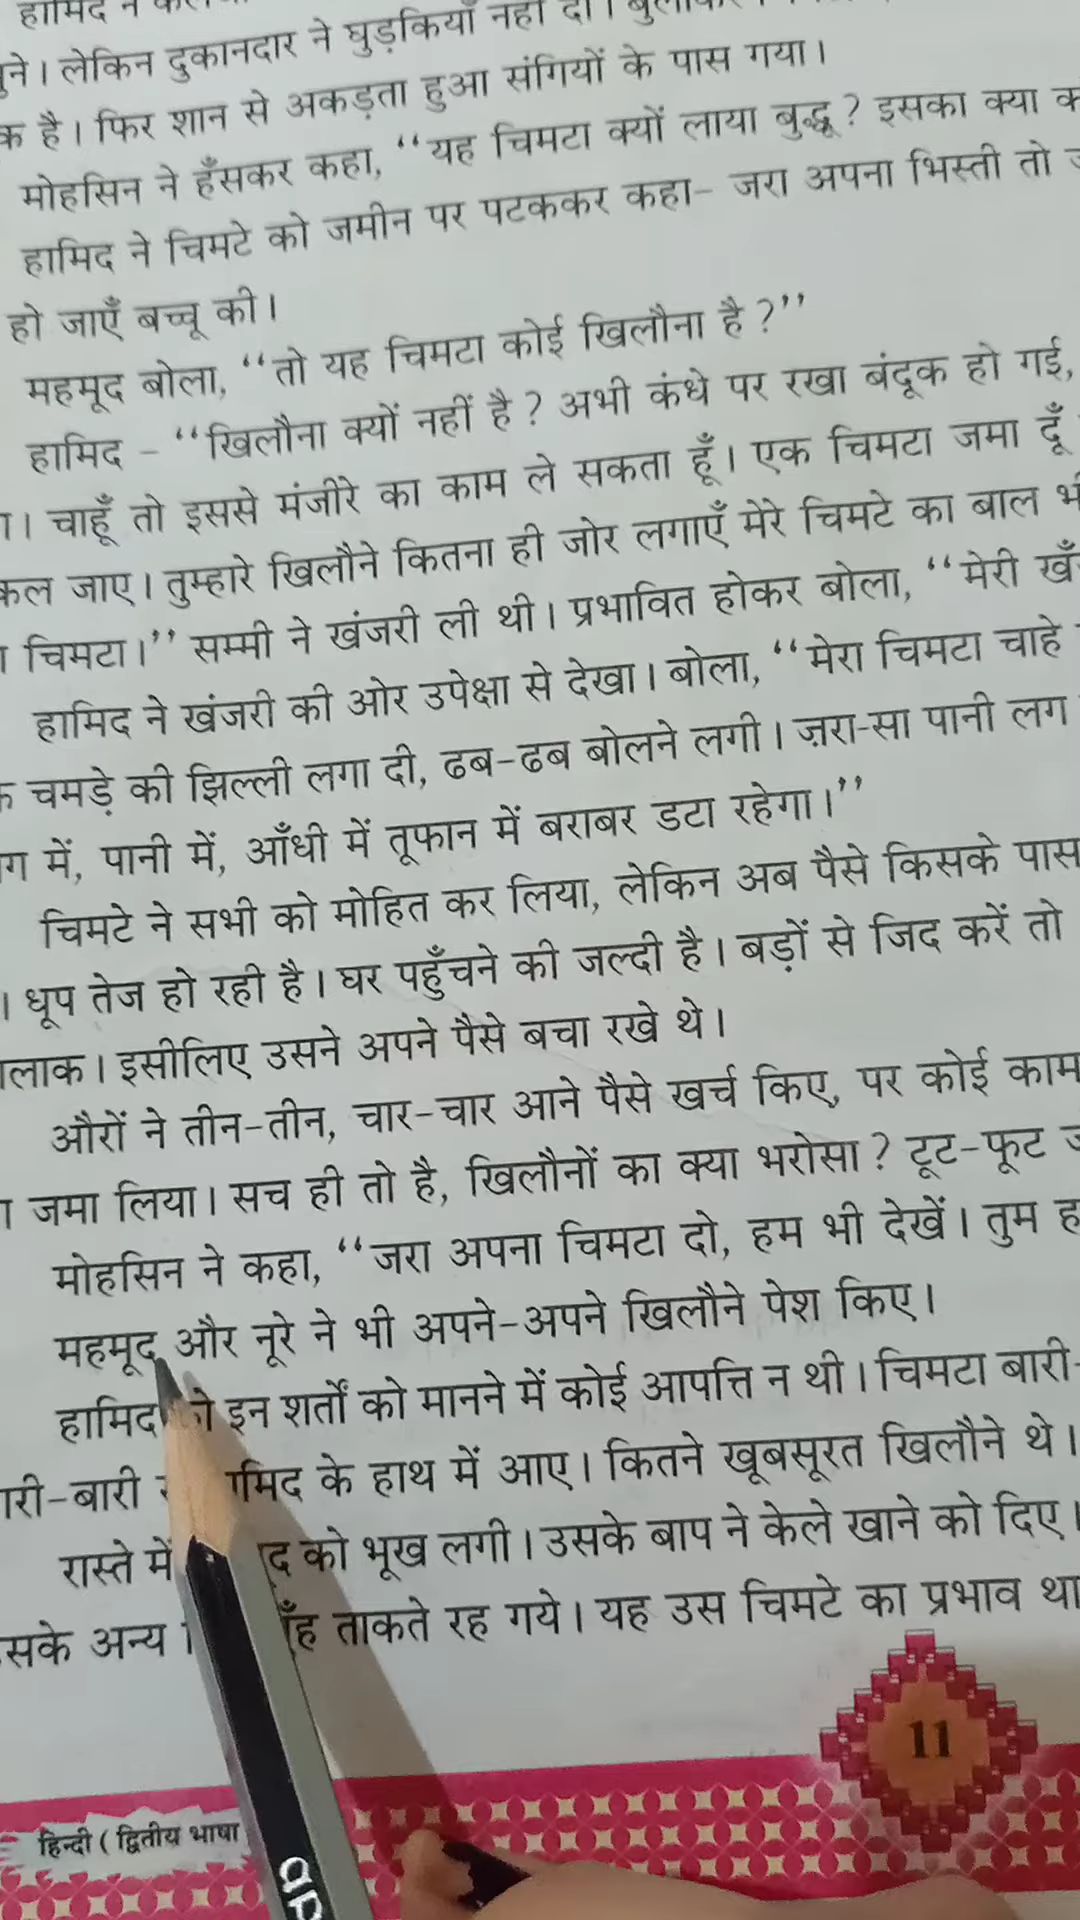 हामिद ने
लेकिन दुकानदार ने घुड़कियाँ नहीं दीं।
है। फिर शान से अकड़ता हुआ संगियों के पास गया।
मोहसिन ने हँसकर कहा, “यह चिमटा क्यों लाया बुद्धू? इसका क्या
हामिद ने चिमटे को जमीन पर पटककर कहा- जरा अपना भिस्ती तो
हो जाएँ बच्चू की।
महमूद बोला, “तो यह चिमटा कोई खिलौना है?”
हामिद - “खिलौना क्यों नहीं है? अभी कंधे पर रखा बंदूक हो गई,
। चाहूँ तो इससे मंजीरे का काम ले सकता हूँ। एक चिमटा जमा दूँ
कल जाए। तुम्हारे खिलौने कितना ही जोर लगाएँ मेरे चिमटे का बाल
चिमटा।” सम्मी ने खंजरी ली थी। प्रभावित होकर बोला, “मेरी
हामिद ने खंजरी की ओर उपेक्षा से देखा। बोला, “मेरा चिमटा चाहे
चमड़े की झिल्ली लगा दी, ढब-ढब बोलने लगी। ज़रा-सा पानी लग
ग में, पानी में, आँधी में तूफान में बराबर डटा रहेगा।”
चिमटे ने सभी को मोहित कर लिया, लेकिन अब पैसे किसके पास
। धूप तेज हो रही है। घर पहुँचने की जल्दी है। बड़ों से जिद करें तो
लाक। इसीलिए उसने अपने पैसे बचा रखे थे।
औरों ने तीन-तीन, चार-चार आने पैसे खर्च किए, पर कोई काम
जमा लिया। सच ही तो है, खिलौनों का क्या भरोसा? टूट-फूट
मोहसिन ने कहा, “जरा अपना चिमटा दो, हम भी देखें। तुम
महमूद और नूरे ने भी अपने-अपने खिलौने पेश किए।
हामिद को इन शर्तों को मानने में कोई आपत्ति न थी। चिमटा बारी-
री-बारी मिद के हाथ में आए। कितने खूबसूरत खिलौने थे।
रास्ते में द को भूख लगी। उसके बाप ने केले खाने को दिए।
सके अन्य ताकते रह गये। यह उस चिमटे का प्रभाव था
11
हिन्दी (द्वितीय भाषा
ap